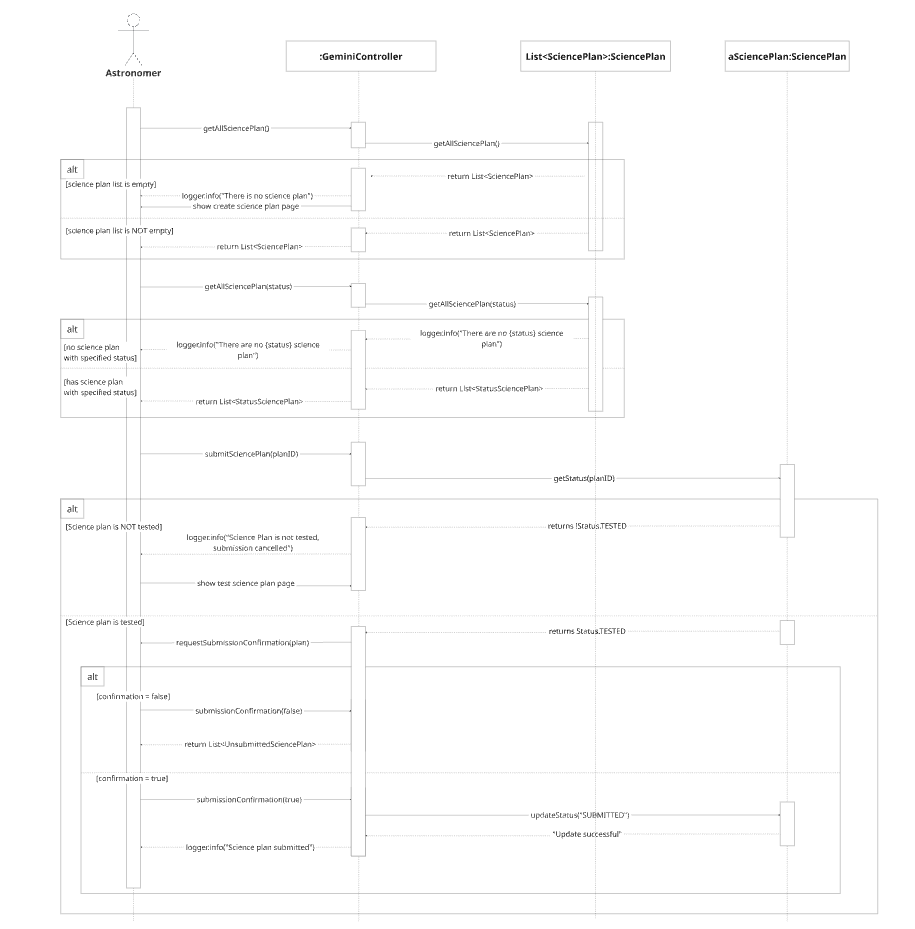 Astronomer
:GeminiController
List<SciencePlan>:SciencePlan
aSciencePlan:SciencePlan
getAllSciencePlan()
getAllSciencePlan()
alt
[science plan list is empty]
return List<SciencePlan>
logger.info("There is no science plan")
show create science plan page
[science plan list is NOT empty]
return List<SciencePlan>
return List<SciencePlan>
getAllSciencePlan(status)
getAllSciencePlan(status)
alt
[no science plan
with specified status]
logger.info("There are no {status} science
plan")
logger.info("There are no {status} science
plan")
[has science plan
with specified status]
return List<StatusSciencePlan>
return List<StatusSciencePlan>
submitSciencePlan(planID)
getStatus(planID)
alt
[Science plan is NOT tested]
returns !Status.TESTED
logger.info("Science Plan is not tested,
submission cancelled")
show test science plan page
[Science plan is tested]
returns Status.TESTED
requestSubmissionConfirmation(plan)
alt
[confirmation = false]
submissionConfirmation(false)
return List<UnsubmittedSciencePlan>
[confirmation = true]
submissionConfirmation(true)
updateStatus("SUBMITTED")
"Update successful"
logger.info("Science plan submitted")